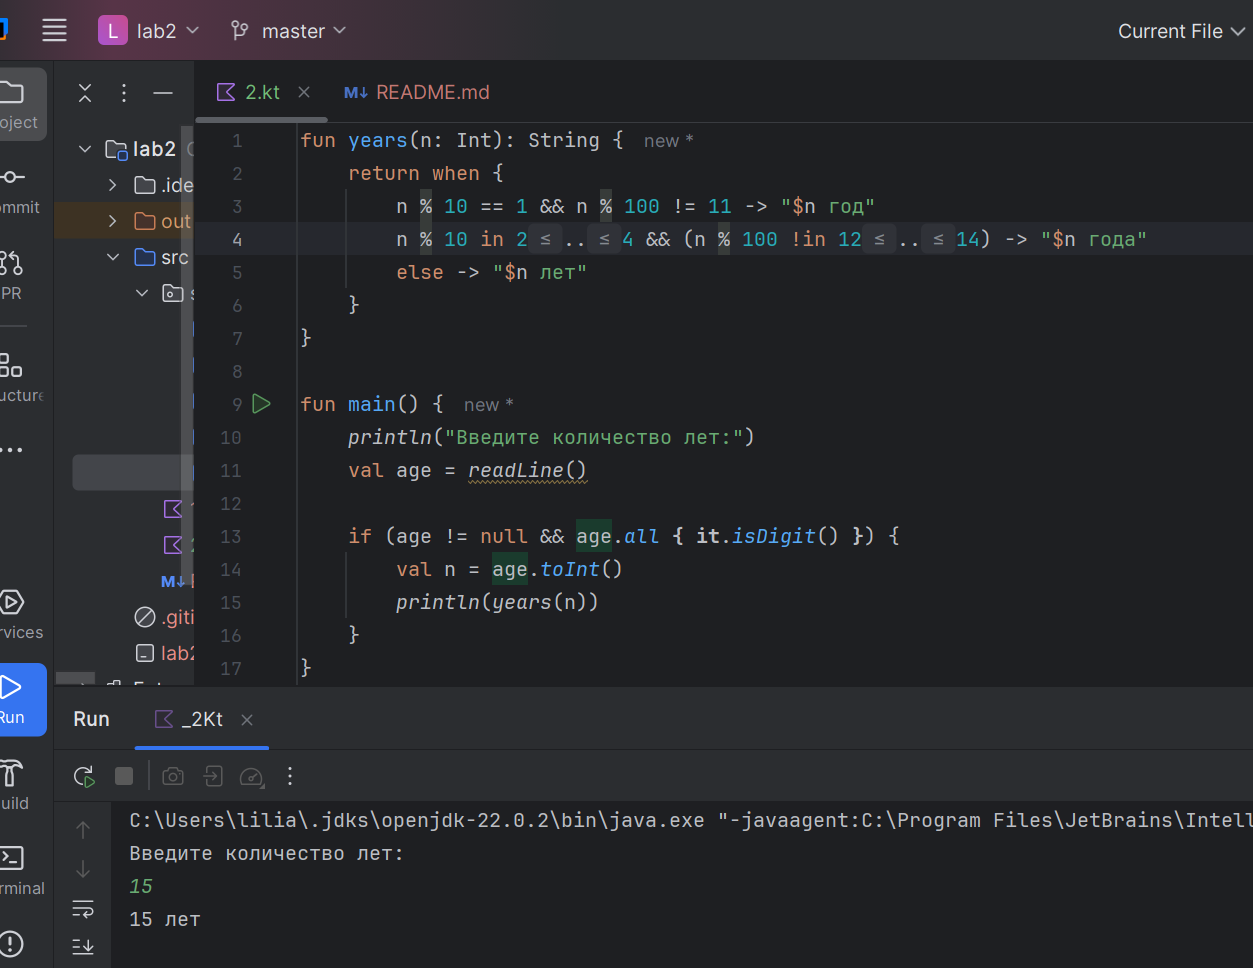 L lab2 master Current File
2.kt README.md
lab2
.ide
out
src
oject
mmit
PR
ucture
rvices
Run
uild
rminal
.giti
lab2
1 fun years(n: Int): String { new *
2 return when {
3 n % 10 == 1 && n % 100 != 11 -> "$n год"
4 n % 10 in 2 ≤ .. ≤ 4 && (n % 100 !in 12 ≤ .. ≤ 14) -> "$n года"
5 else -> "$n лет"
6 }
7 }
8
9 fun main() { new *
10 println("Введите количество лет:")
11 val age = readLine()
12
13 if (age != null && age.all { it.isDigit() }) {
14 val n = age.toInt()
15 println(years(n))
16 }
17 }
Run _2Kt
C:\Users\lilia\.jdks\openjdk-22.0.2\bin\java.exe "-javaagent:C:\Program Files\JetBrains\Intell
Введите количество лет:
15
15 лет